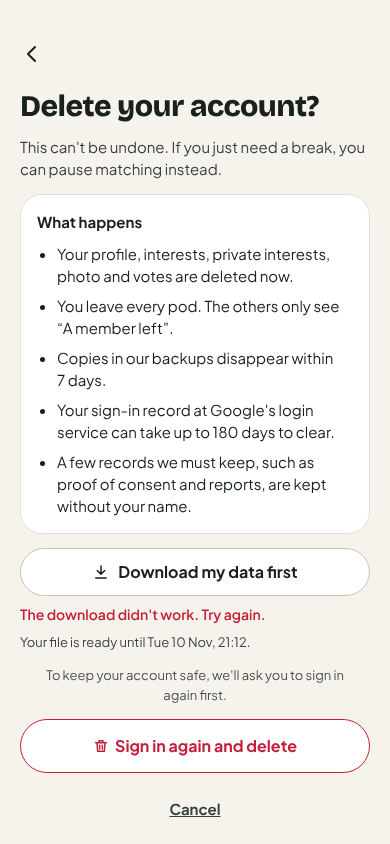 Delete your account?
This can't be undone. If you just need a break, you
can pause matching instead.
What happens
• Your profile, interests, private interests,
photo and votes are deleted now.
• You leave every pod. The others only see
“A member left”.
• Copies in our backups disappear within
7 days.
• Your sign-in record at Google's login
service can take up to 180 days to clear.
• A few records we must keep, such as
proof of consent and reports, are kept
without your name.
Download my data first
The download didn't work. Try again.
Your file is ready until Tue 10 Nov, 21:12.
To keep your account safe, we'll ask you to sign in
again first.
Sign in again and delete
Cancel